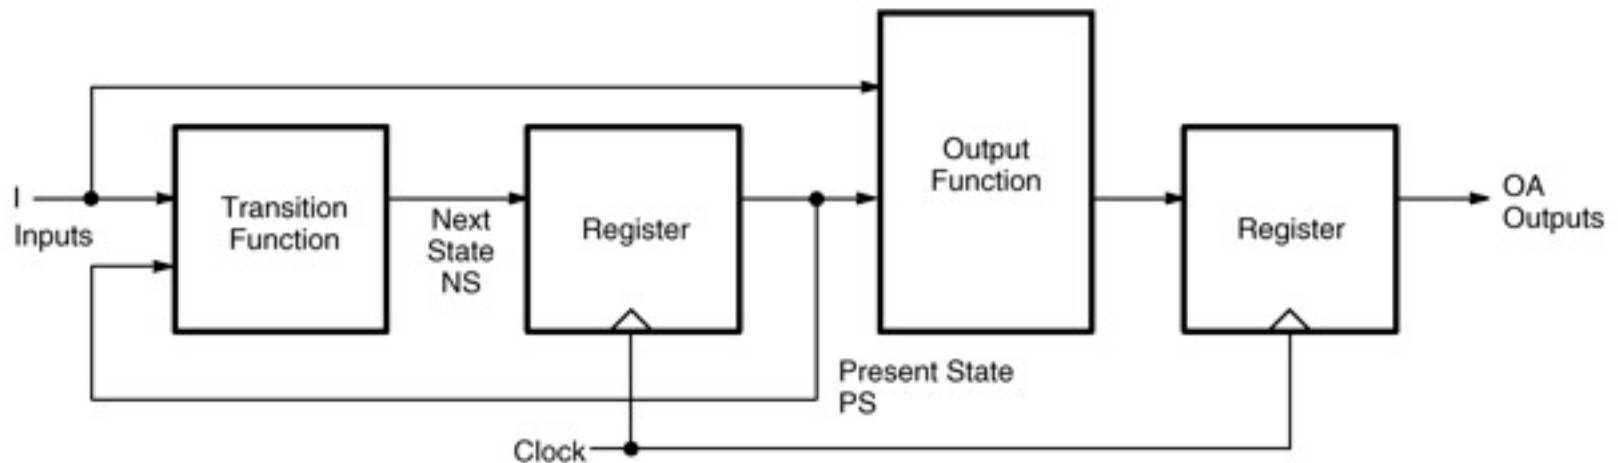 I
Inputs
Transition
Function
Next
State
NS
Register
Output
Function
Register
OA
Outputs
Present State
PS
Clock